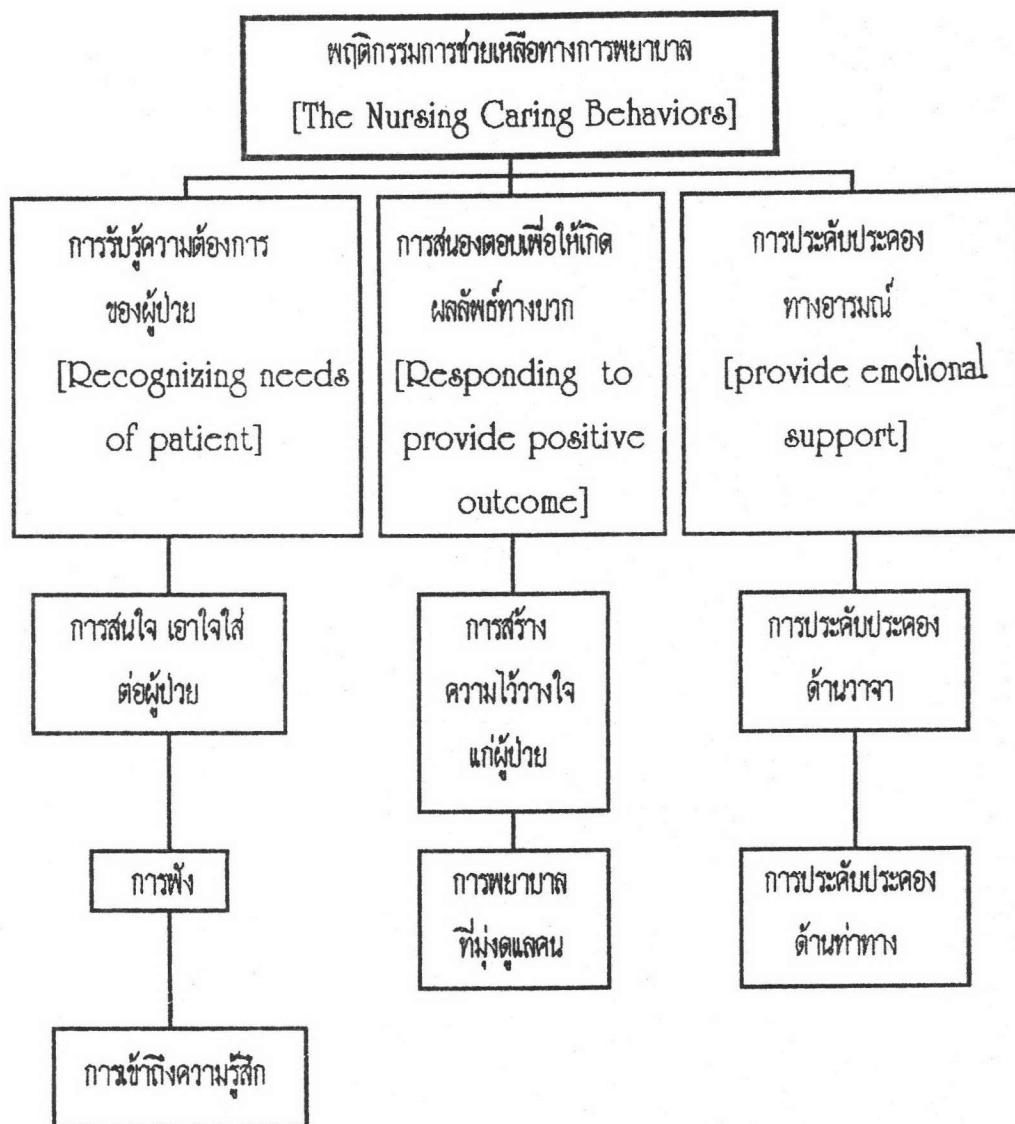 พฤติกรรมการช่วยเหลือทางการพยาบาล
[The Nursing Caring Behaviors]
การรับรู้ความต้องการ
ของผู้ป่วย
[Recognizing needs
of patient]
การสนองตอบเพื่อให้เกิด
ผลลัพธ์ทางบวก
[Responding to
provide positive
outcome]
การประคับประคอง
ทางอารมณ์
[provide emotional
support]
การสนใจ เอาใจใส่
ต่อผู้ป่วย
การสร้าง
ความไว้วางใจ
แก่ผู้ป่วย
การประคับประคอง
ด้านวาจา
การฟัง
การพยาบาล
ที่มุ่งดูแลคน
การประคับประคอง
ด้านท่าทาง
การเข้าถึงความรู้สึก